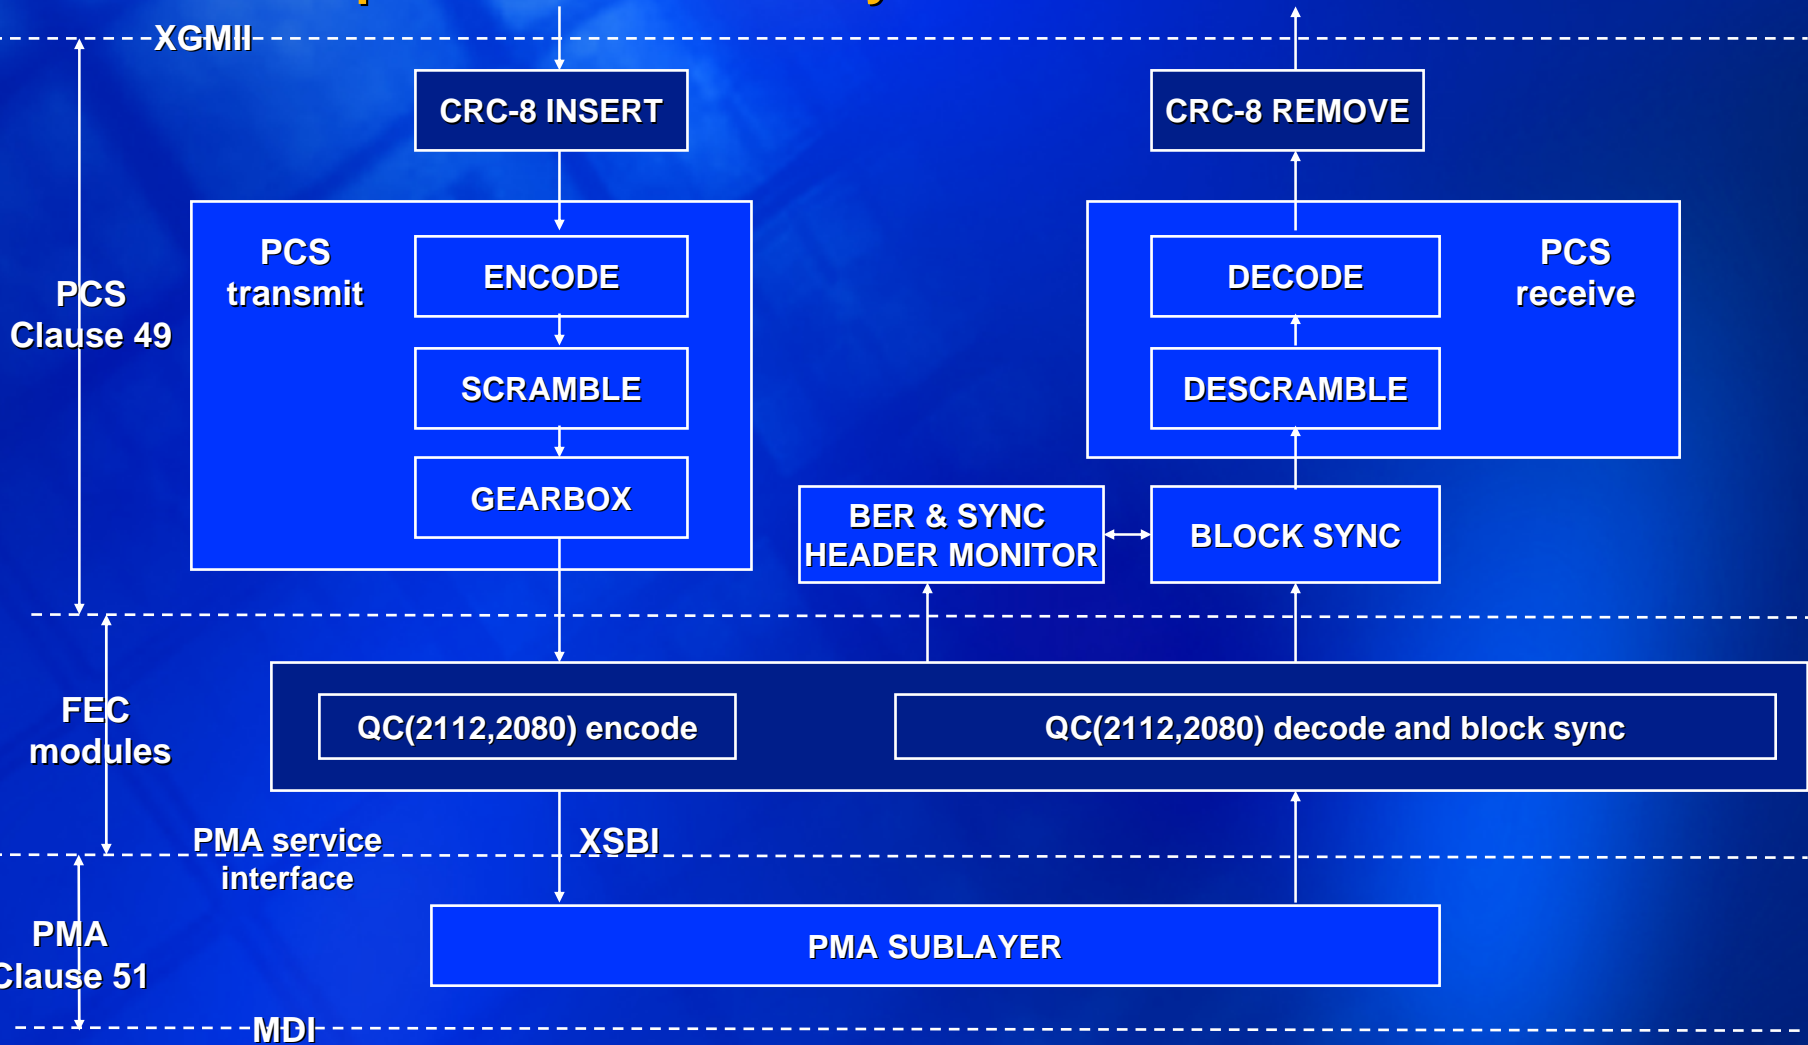 XGMII
CRC-8 INSERT
CRC-8 REMOVE
PCS
transmit
ENCODE
DECODE
PCS
receive
PCS
Clause 49
SCRAMBLE
DESCRAMBLE
GEARBOX
BER & SYNC
HEADER MONITOR
BLOCK SYNC
FEC
modules
QC(2112,2080) encode
QC(2112,2080) decode and block sync
PMA service
interface
XSBI
PMA
Clause 51
PMA SUBLAYER
MDI